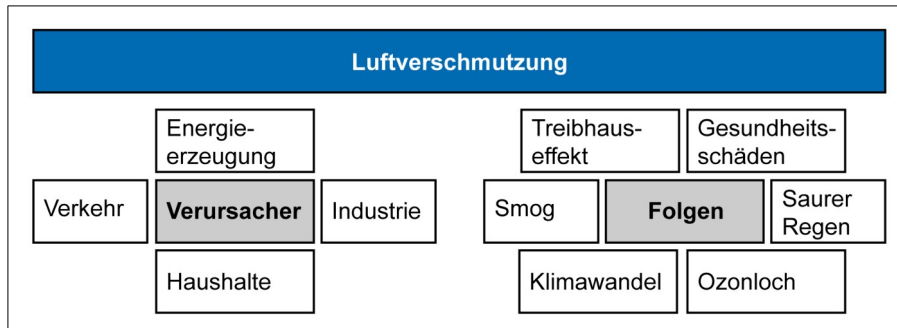 Luftverschmutzung
Energie-
erzeugung
Verkehr
Verursacher
Industrie
Haushalte
Treibhaus-
effekt
Gesundheits-
schäden
Smog
Folgen
Saurer
Regen
Klimawandel
Ozonloch